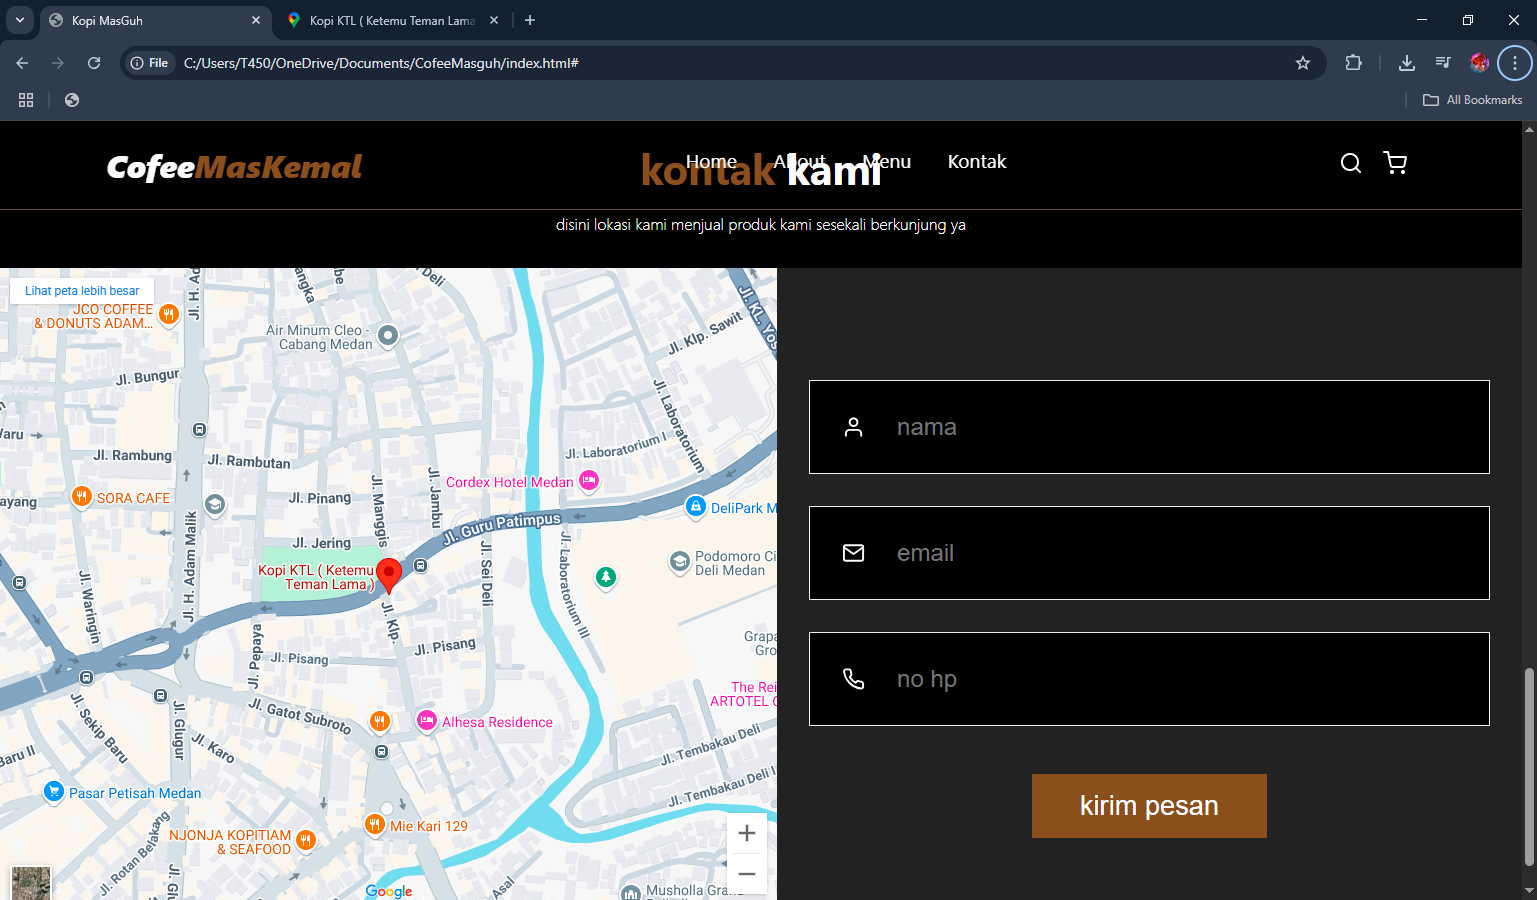 Kopi MasGuh
Kopi KTL ( Ketemu Teman Lama
File
C:/Users/T450/OneDrive/Documents/CofeeMasguh/index.html#
All Bookmarks
CofeeMasKemal
Home
About
Menu
Kontak
kontak kami
disini lokasi kami menjual produk kami sesekali berkunjung ya
Lihat peta lebih besar
JCO COFFEE
& DONUTS ADAM...
Jl. H. Ad
angka
be
Deli
Air Minum Cleo -
Cabang Medan
Jl. Klp. Sawit
Jl. KL. Yos
Jl. Bungur
Jl. Laboratorium
Jl. Laboratorium I
Jl. Rambung
Jl. Rambutan
Jl. Manggis
Jl. Jambu
Cordex Hotel Medan
SORA CAFE
ayang
Jl. Pinang
DeliPark M
Jl. H. Adam Malik
Jl. Guru Patimpus
Jl. Jering
Jl. Sei Deli
Jl. Laboratorium III
Podomoro Ci
Deli Medan
Kopi KTL ( Ketemu
Teman Lama )
Jl. Waringin
Jl. Klp.
Jl. Pepaya
Jl. Pisang
Jl. Pisang
Grapa
Gro
The Rei
ARTOTEL C
Jl. Sekip Baru
Jl. Glugur
Jl. Gatot Subroto
Alhesa Residence
Jl. Karo
Baru II
Jl. Tembakau Deli
Jl. Tembakau Deli I
Pasar Petisah Medan
NJONJA KOPITIAM
& SEAFOOD
Mie Kari 129
Jl. Rotan
Belakang
Jl. Glu
Asal
Google
Musholla Gra
nama
email
no hp
kirim pesan